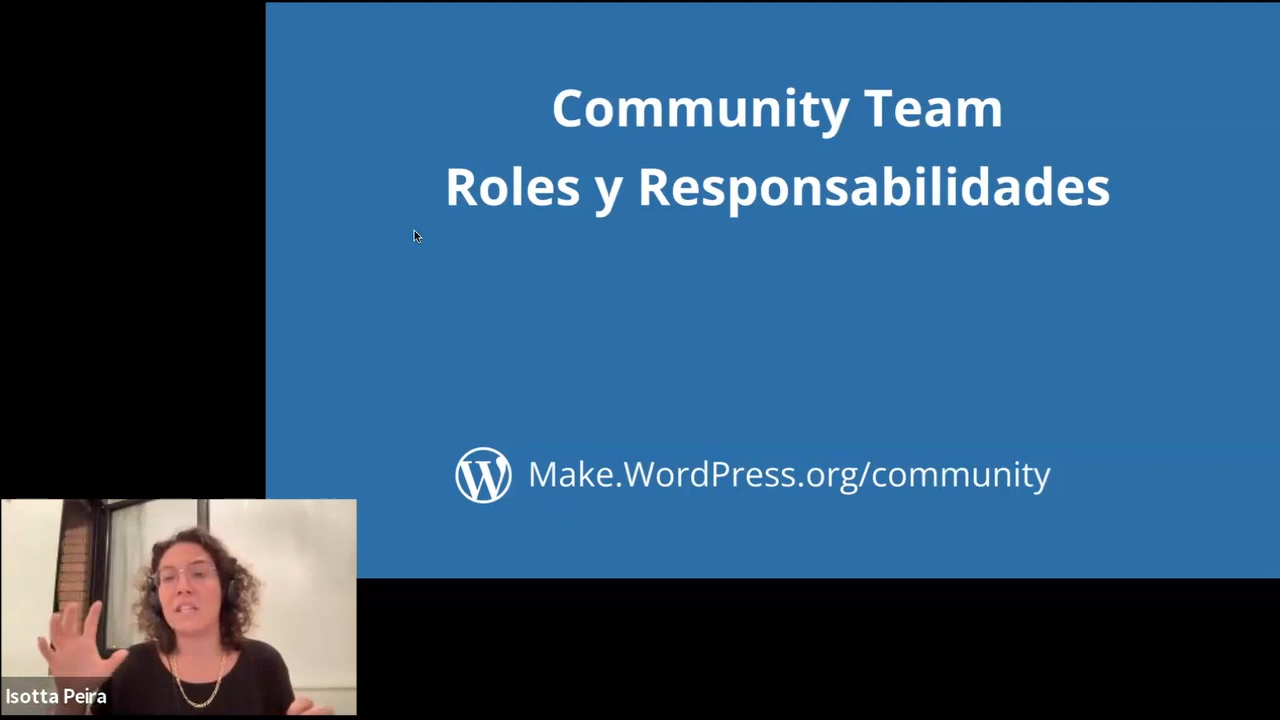 Community Team
Roles y Responsabilidades
Make.WordPress.org/community
Isotta Peira